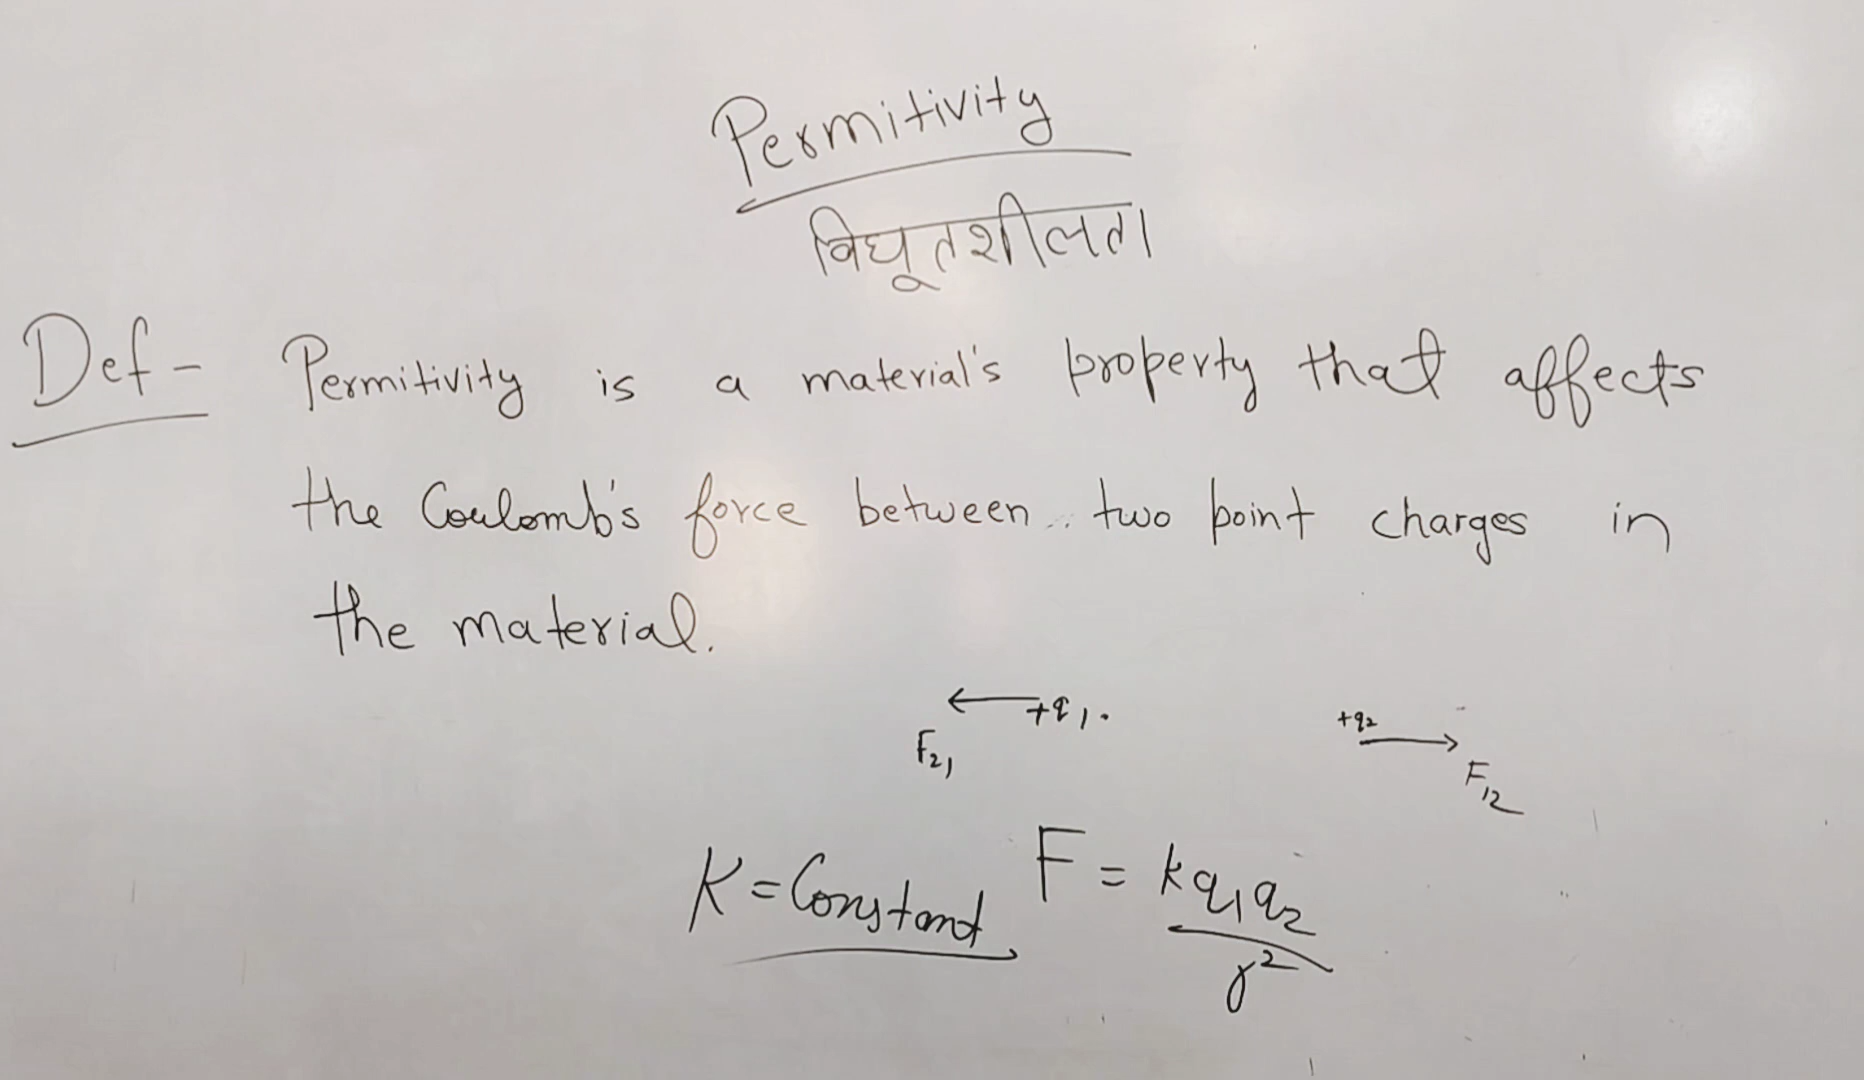 Permitivity
विघूतशीलता
Def- Permitivity is a material's property that affects
the Coulomb's force between two point charges in
the material.
+q1 +q2
F21 F12
K = Constant F = kq1q2/r²